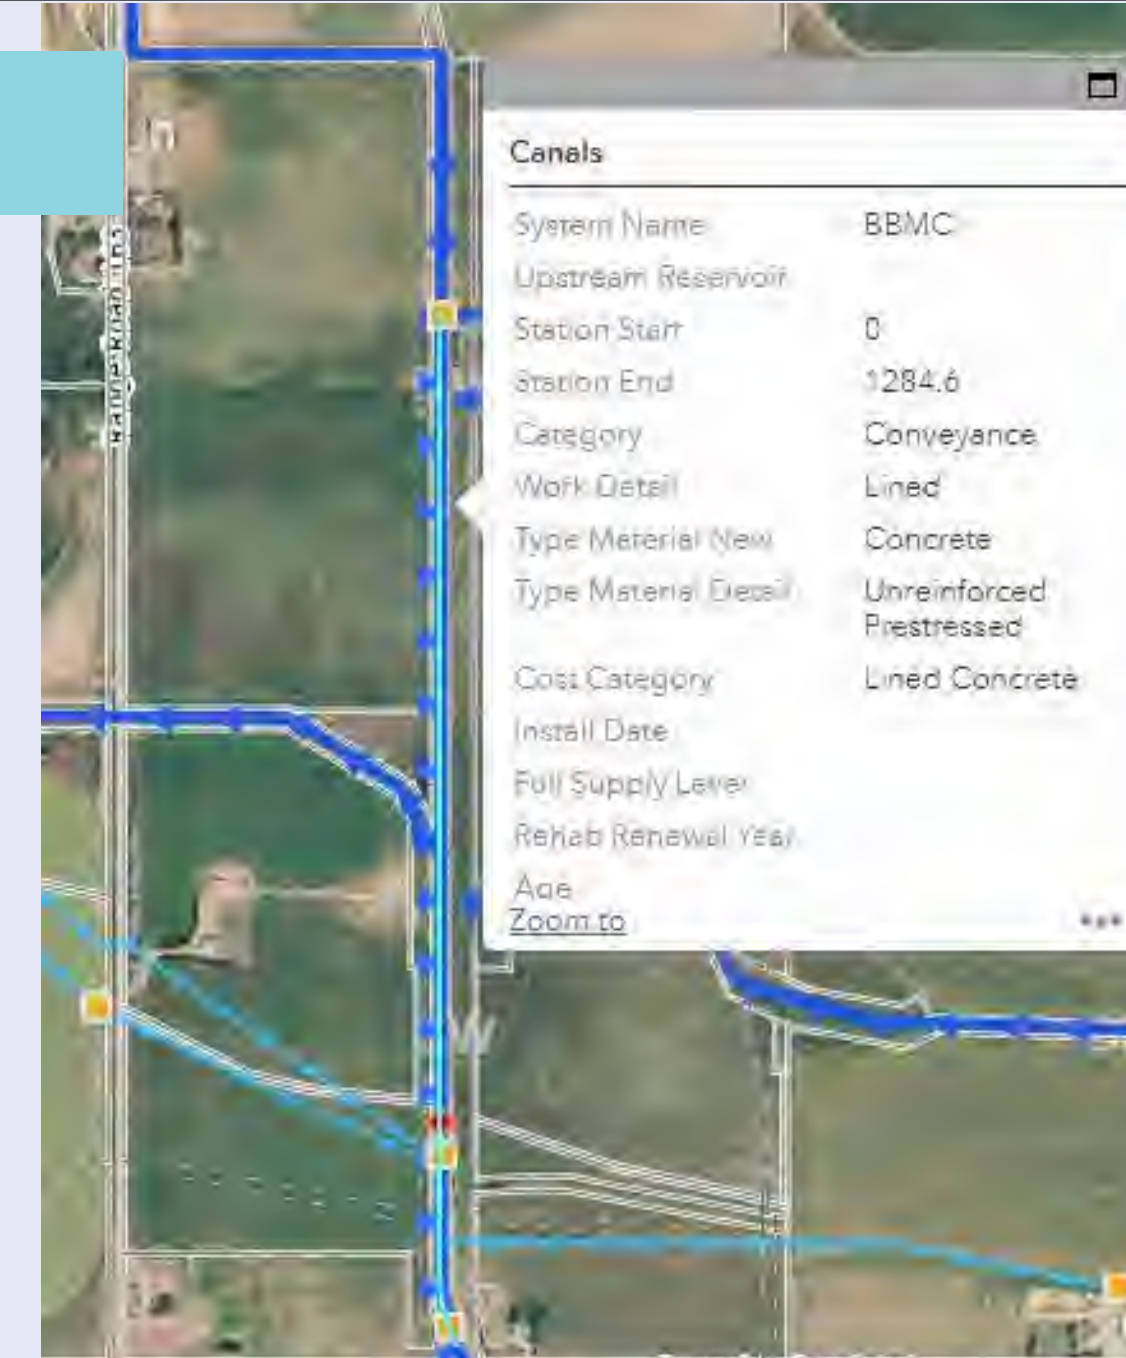 Canals
System Name BBMC
Upstream Reservoir
Station Start 0
Station End 1284.6
Category Conveyance
Work Detail Lined
Type Material New Concrete
Type Material Detail Unreinforced
Prestressed
Cost Category Lined Concrete
Install Date
Full Supply Level
Rehab Renewal Year
Age
Zoom to
W